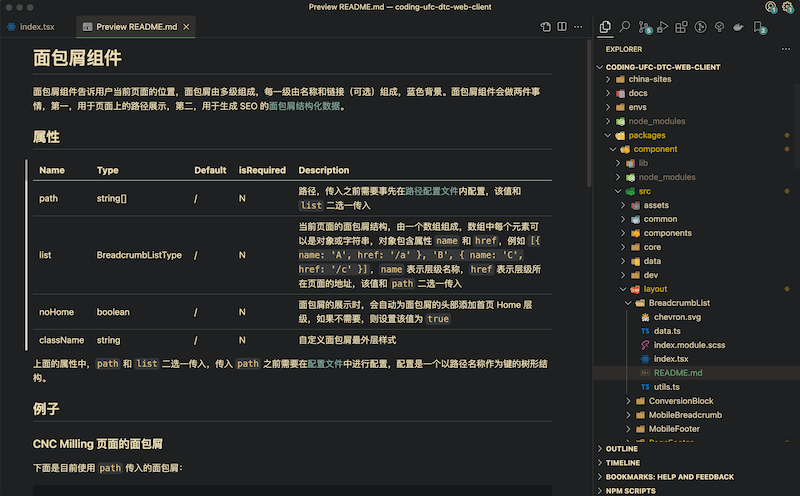 Preview README.md — coding-ufc-dtc-web-client
index.tsx
Preview README.md
面包屑组件
面包屑组件告诉用户当前页面的位置，面包屑由多级组成，每一级由名称和链接（可选）组成，蓝色背景。面包屑组件会做两件事
情，第一，用于页面上的路径展示，第二，用于生成 SEO 的面包屑结构化数据。
属性
Name Type Default isRequired Description
path string[] / N 路径，传入之前需要事先在路径配置文件内配置，该值和
list 二选一传入
list BreadcrumbListType / N 当前页面的面包屑结构，由一个数组组成，数组中每个元素可
以是对象或字符串，对象包含属性 name 和 href，例如 [{
name: 'A', href: '/a' }, 'B', { name: 'C',
href: '/c' }]，name 表示层级名称，href 表示层级所
在页面的地址，该值和 path 二选一传入
noHome boolean / N 面包屑的展示时，会自动为面包屑的头部添加首页 Home 层
级，如果不需要，则设置该值为 true
className string / N 自定义面包屑最外层样式
上面的属性中，path 和 list 二选一传入，传入 path 之前需要在配置文件中进行配置，配置是一个以路径名称作为键的树形结
构。
例子
CNC Milling 页面的面包屑
下面是目前使用 path 传入的面包屑：
EXPLORER
CODING-UFC-DTC-WEB-CLIENT
china-sites
docs
envs
node_modules
packages
component
lib
node_modules
src
assets
common
components
core
data
dev
layout
BreadcrumbList
chevron.svg
data.ts
index.module.scss
index.tsx
README.md
utils.ts
ConversionBlock
MobileBreadcrumb
MobileFooter
PageFooter
OUTLINE
TIMELINE
BOOKMARKS: HELP AND FEEDBACK
NPM SCRIPTS